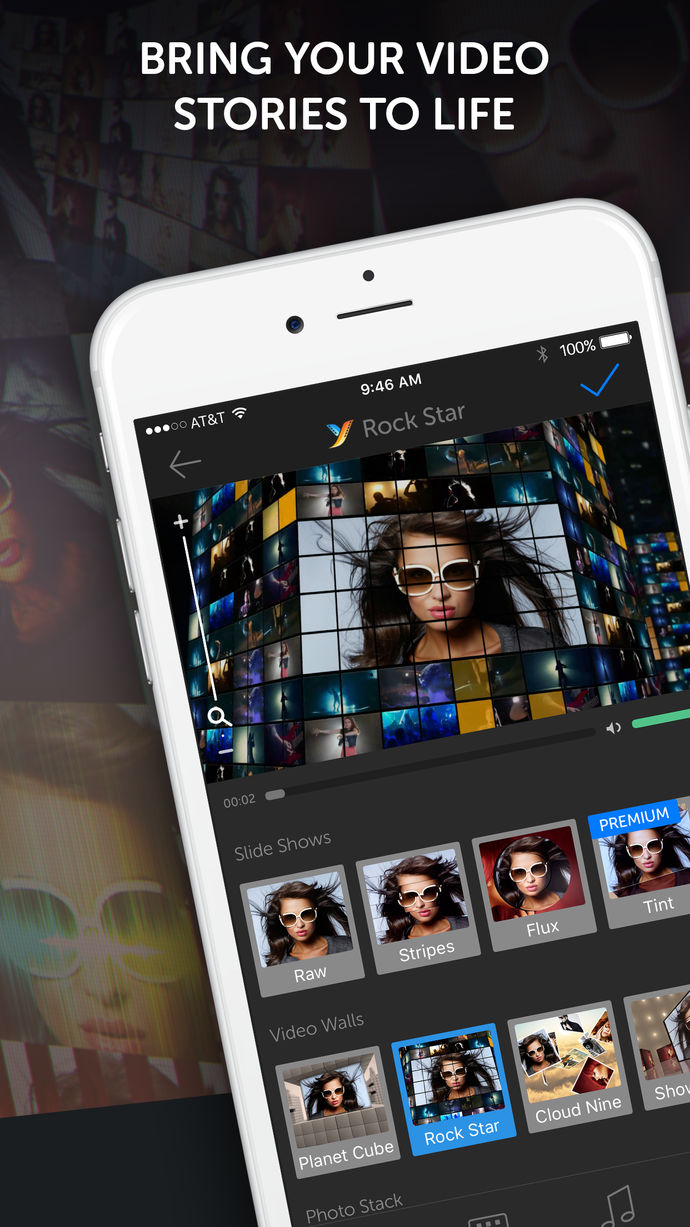 BRING YOUR VIDEO
STORIES TO LIFE
AT&T
9:46 AM
100%
Rock Star
00:02
Slide Shows
PREMIUM
Raw
Stripes
Flux
Tint
Video Walls
Planet Cube
Rock Star
Cloud Nine
Show
Photo Stack